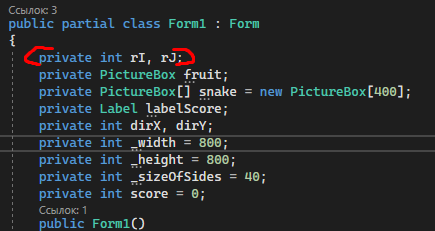 Ссылок: 3
public partial class Form1 : Form
{
private int rI, rJ;
private PictureBox fruit;
private PictureBox[] snake = new PictureBox[400];
private Label labelScore;
private int dirX, dirY;
private int _width = 800;
private int _height = 800;
private int _sizeOfSides = 40;
private int score = 0;
Ссылок: 1
public Form1()